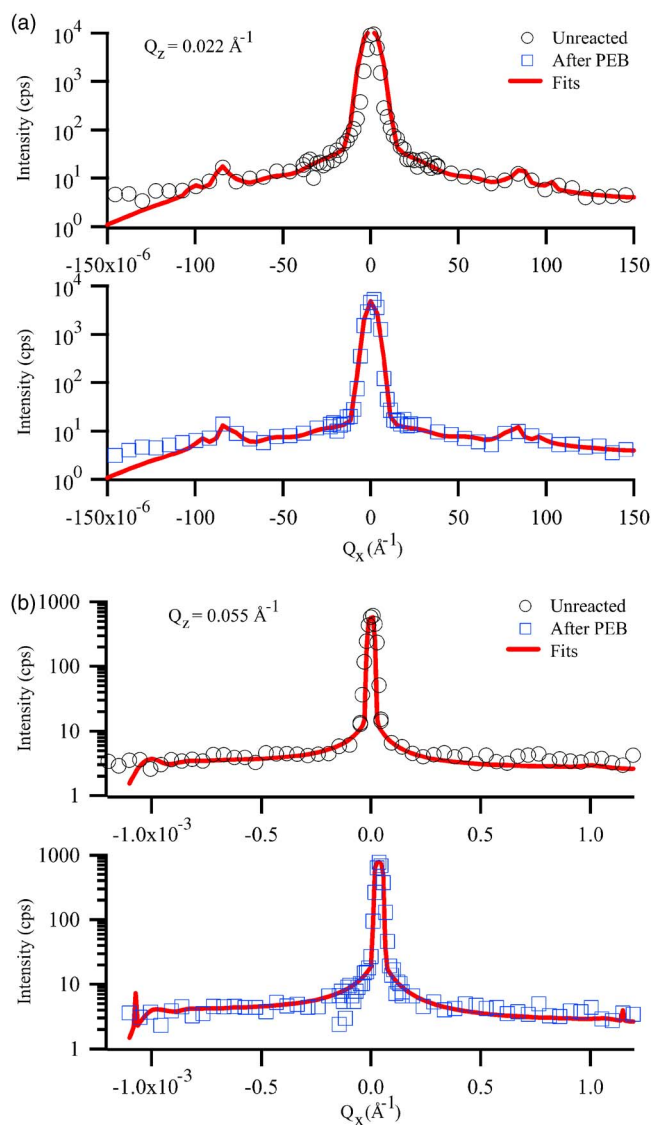 (a)
Q_z = 0.022 Å^-1
Unreacted
After PEB
Fits
Intensity (cps)
10^4
10^3
10^2
10^1
10^0
-150x10^-6 -100 -50 0 50 100 150
Intensity (cps)
10^4
10^3
10^2
10^1
10^0
-150x10^-6 -100 -50 0 50 100 150
Q_x (Å^-1)
(b)
Q_z = 0.055 Å^-1
Unreacted
After PEB
Fits
Intensity (cps)
1000
100
10
1
-1.0x10^-3 -0.5 0.0 0.5 1.0
Intensity (cps)
1000
100
10
1
-1.0x10^-3 -0.5 0.0 0.5 1.0
Q_x (Å^-1)